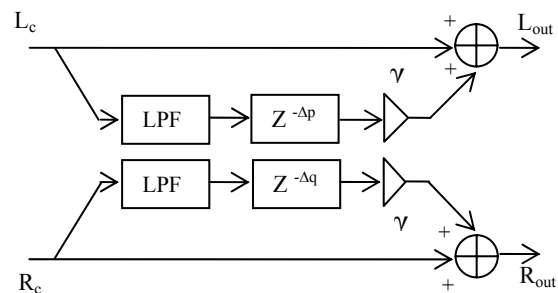 L_c + L_out
+
γ
LPF Z^-Δp
LPF Z^-Δq
γ
+
R_c + R_out